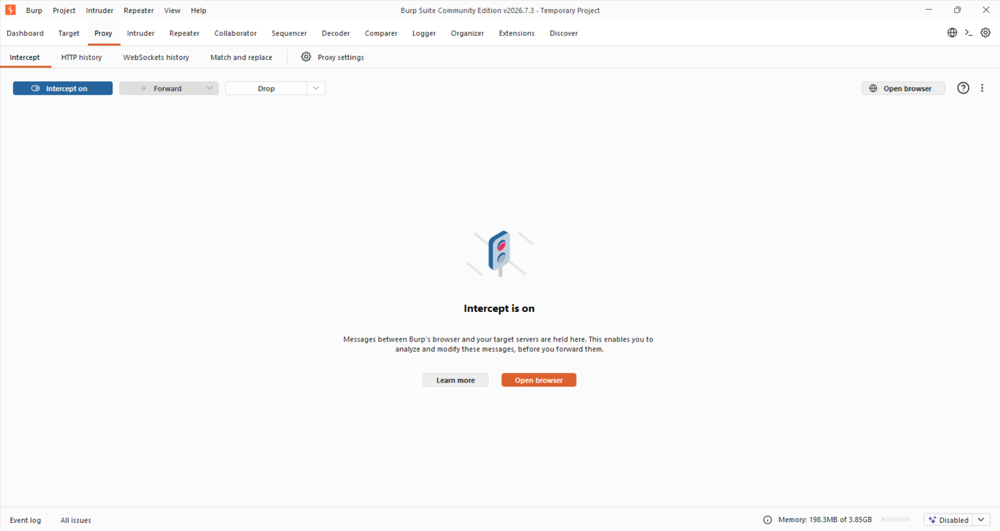 Burp Project Intruder Repeater View Help Burp Suite Community Edition v2026.7.3 - Temporary Project
Dashboard Target Proxy Intruder Repeater Collaborator Sequencer Decoder Comparer Logger Organizer Extensions Discover
Intercept HTTP history WebSockets history Match and replace Proxy settings
Intercept on Forward Drop Open browser
Intercept is on
Messages between Burp's browser and your target servers are held here. This enables you to
analyze and modify these messages, before you forward them.
Learn more Open browser
Event log All issues Memory: 198.3MB of 3.85GB Disabled